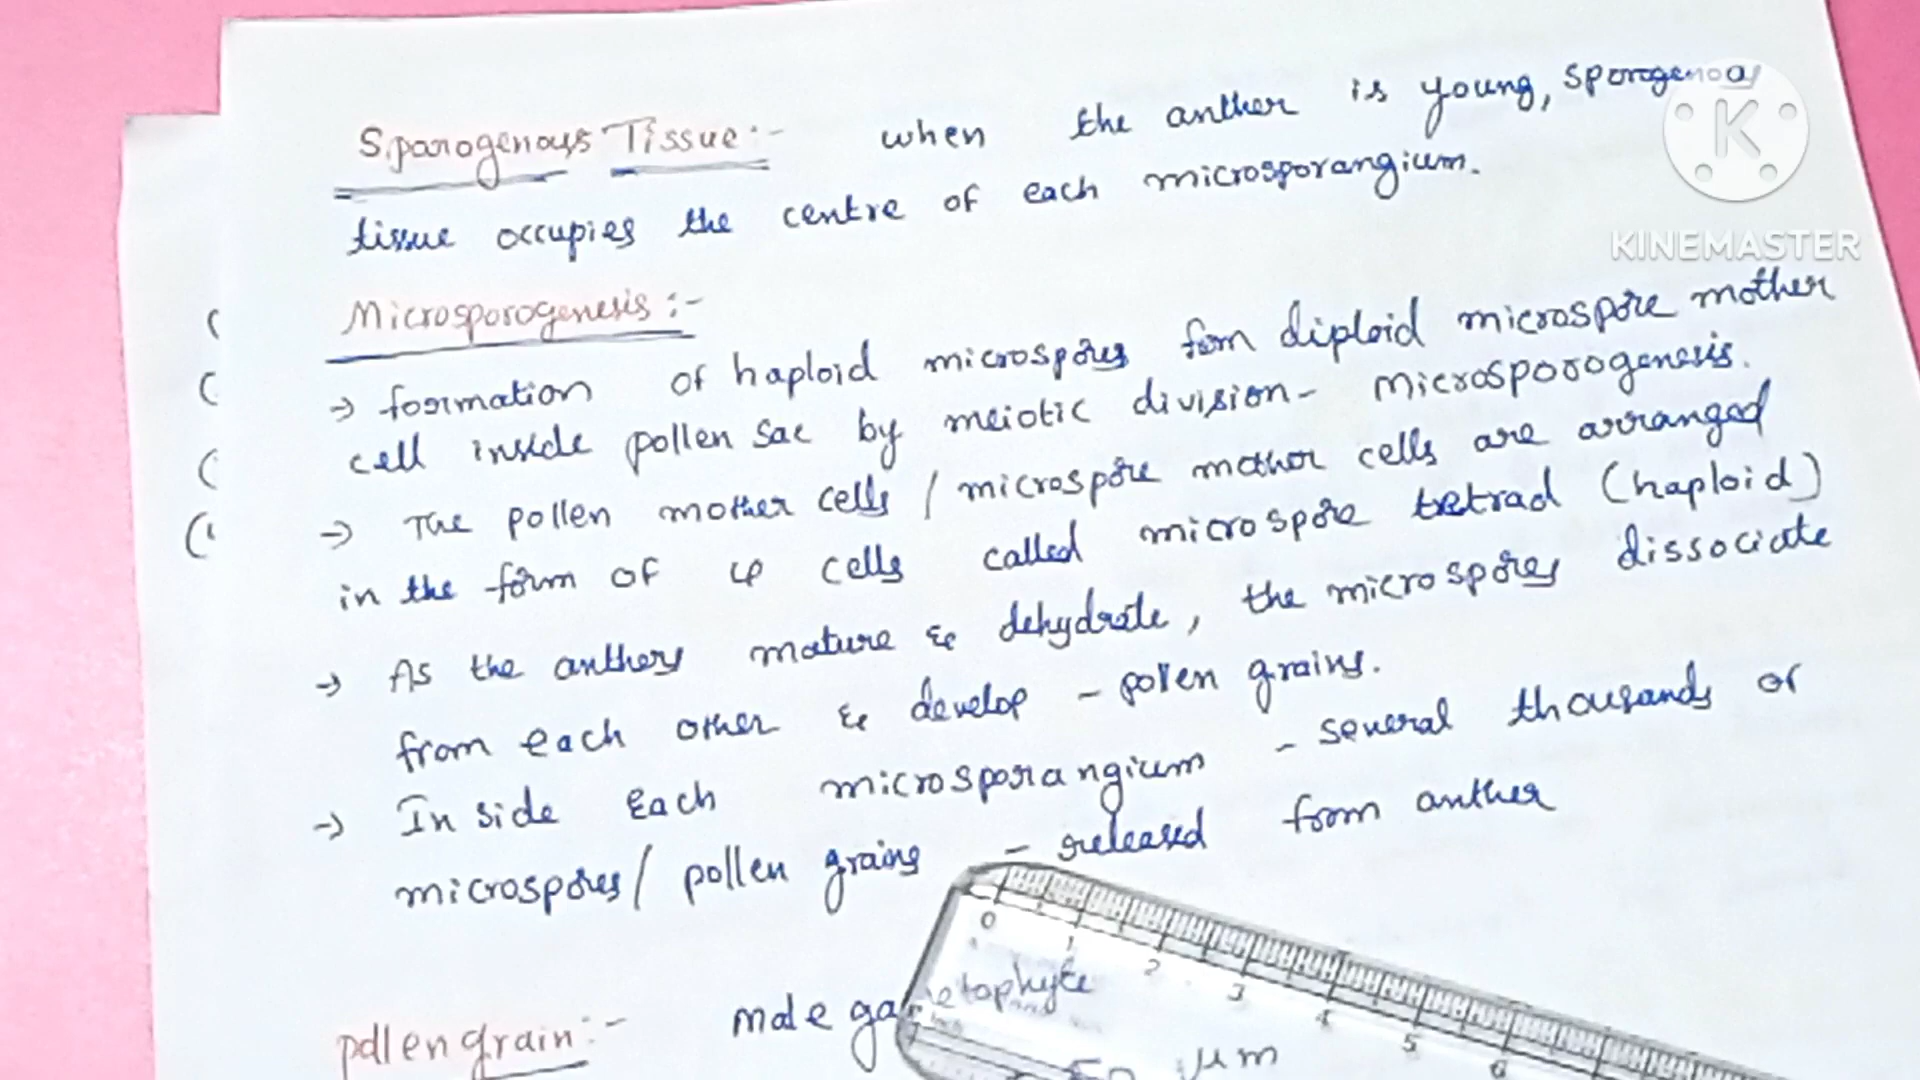 Sporogenous Tissue:- when the anther is young, sporogenou
tissue occupies the centre of each microsporangium.
K
KINEMASTER
Microsporogenesis:-
→ formation of haploid microspores form diploid microspore mother
cell inside pollen sac by meiotic division - Microsporogenesis.
→ The pollen mother cells / microspore mother cells are arranged
in the form of 4 cells called microspore tetrad (haploid)
→ As the anthers mature & dehydrate, the microspores dissociate
from each other & develop - pollen grains.
→ Inside Each microsporangium - several thousands of
microspores / pollen grains - released from anther
0 1 2 3 4 5 6
pollen grain:- male gametophyte
µm